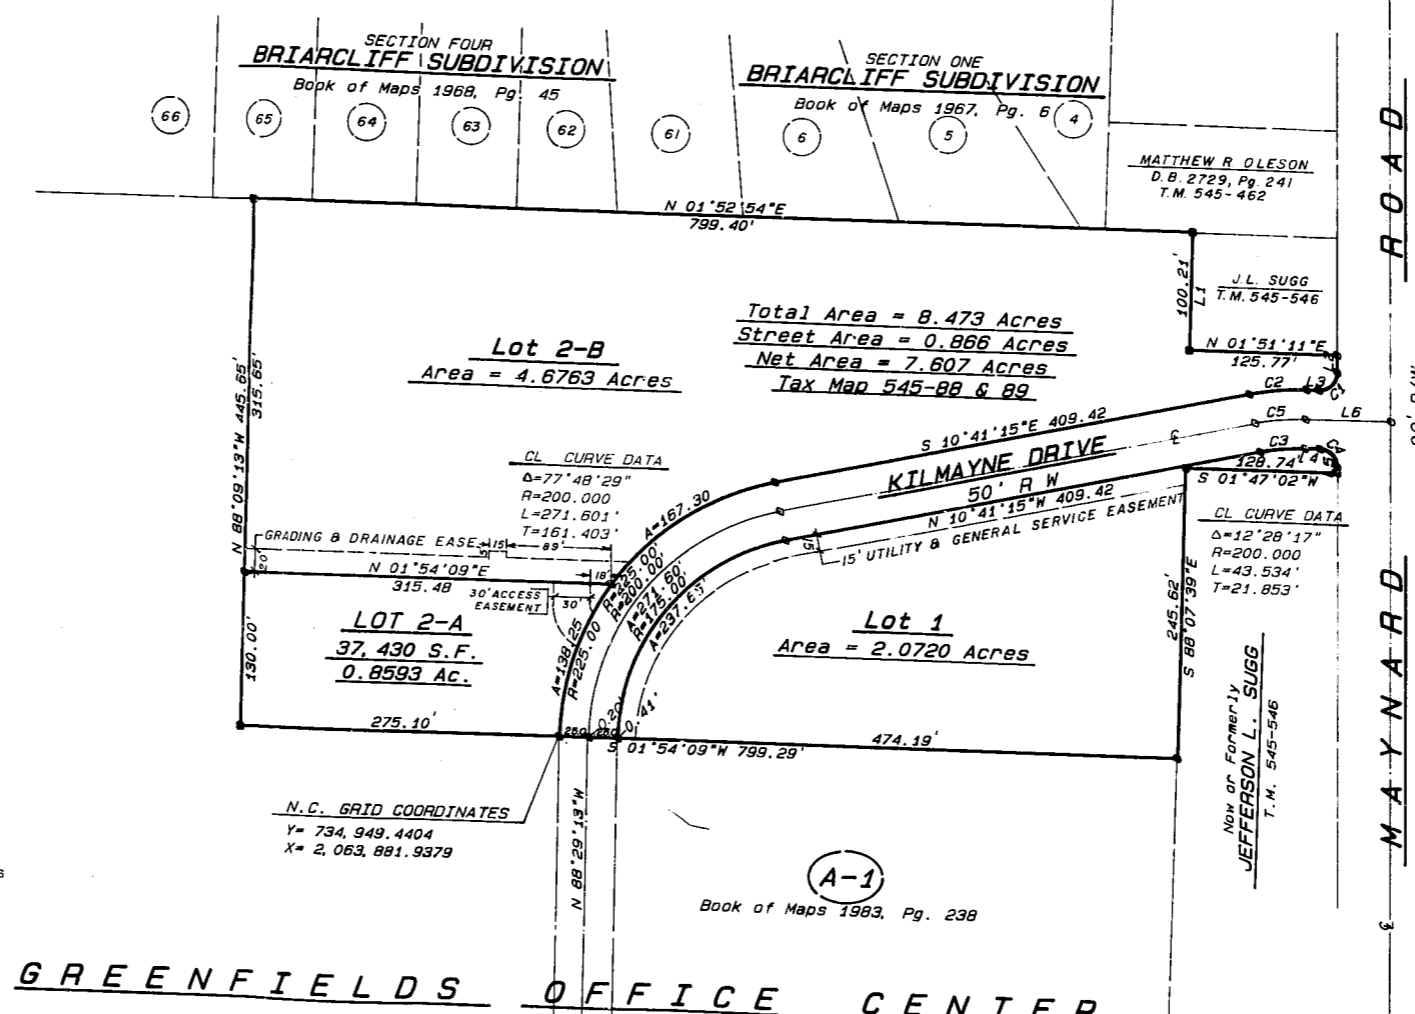 SECTION FOUR
BRIARCLIFF SUBDIVISION
Book of Maps 1968, Pg. 45
SECTION ONE
BRIARCLIFF SUBDIVISION
Book of Maps 1967, Pg. 6
66
65
64
63
62
61
6
5
4
MATTHEW R OLESON
D.B. 2729, Pg. 241
T.M. 545-462
N 01°52'54"E
799.40'
100.21'
L1
J.L. SUGG
T.M. 545-546
N 01°51'11"E
125.77'
Total Area = 8.473 Acres
Street Area = 0.866 Acres
Net Area = 7.607 Acres
Tax Map 545-88 & 89
Lot 2-B
Area = 4.6763 Acres
N 88°09'13"W 445.65'
315.65'
C2
L3
C5
L6
C3
128.74'
S 01°47'02"W
S 10°41'15"E 409.42
KILMAYNE DRIVE
50' R W
N 10°41'15"W 409.42
15' UTILITY & GENERAL SERVICE EASEMENT
15'
CL CURVE DATA
Δ=77°48'29"
R=200.000
L=271.601'
T=161.403'
CL CURVE DATA
Δ=12°28'17"
R=200.000
L=43.534'
T=21.853'
GRADING & DRAINAGE EASE.
5'
15'
89'
20'
N 01°54'09"E
315.48
18'
30' ACCESS
EASEMENT
30'
A=167.30
R=225.00'
R=200.00'
A=271.60'
R=175.00'
A=138.25
R=225.00
LOT 2-A
37,430 S.F.
0.8593 Ac.
130.00'
275.10'
0.20'
0.41'
S 01°54'09"W 799.29'
474.19'
Lot 1
Area = 2.0720 Acres
245.62'
S 88°07'39"E
N.C. GRID COORDINATES
Y= 734,949.4404
X= 2,063,881.9379
N 88°29'13"W
A-1
Book of Maps 1983, Pg. 238
Now or Formerly
JEFFERSON L. SUGG
T.M. 545-546
MAYNARD ROAD
GREENFIELDS OFFICE CENTER